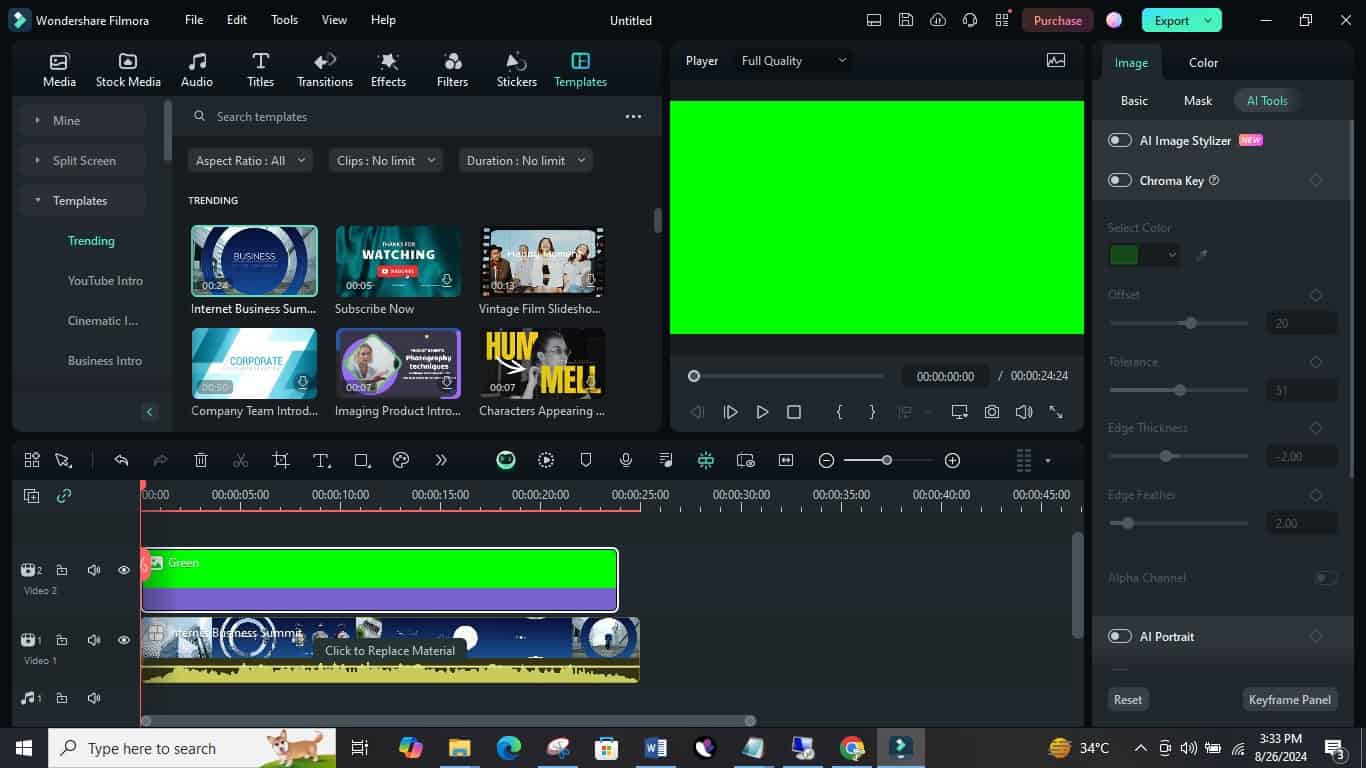 Wondershare Filmora
File
Edit
Tools
View
Help
Untitled
Purchase
Export
Media
Stock Media
Audio
Titles
Transitions
Effects
Filters
Stickers
Templates
Mine
Split Screen
Templates
Trending
YouTube Intro
Cinematic I...
Business Intro
Search templates
Aspect Ratio : All
Clips : No limit
Duration : No limit
TRENDING
BUSINESS
00:24
Internet Business Sum...
THANKS FOR
WATCHING
SUBSCRIBE
00:05
Subscribe Now
Happy Moment
00:13
Vintage Film Slidesho...
CORPORATE
00:50
Company Team Introd...
Photography
techniques
00:07
Imaging Product Intro...
HUM
MELL
00:07
Characters Appearing ...
Player
Full Quality
00:00:00:00
/
00:00:24:24
Image
Color
Basic
Mask
AI Tools
AI Image Stylizer
NEW
Chroma Key
Select Color
Offset
20
Tolerance
51
Edge Thickness
-2.00
Edge Feather
2.00
Alpha Channel
AI Portrait
Reset
Keyframe Panel
00:00
00:00:05:00
00:00:10:00
00:00:15:00
00:00:20:00
00:00:25:00
00:00:30:00
00:00:35:00
00:00:40:00
00:00:45:00
2
Video 2
Green
1
Video 1
Internet Business Summit
Click to Replace Material
1
Type here to search
34°C
3:33 PM
8/26/2024
3